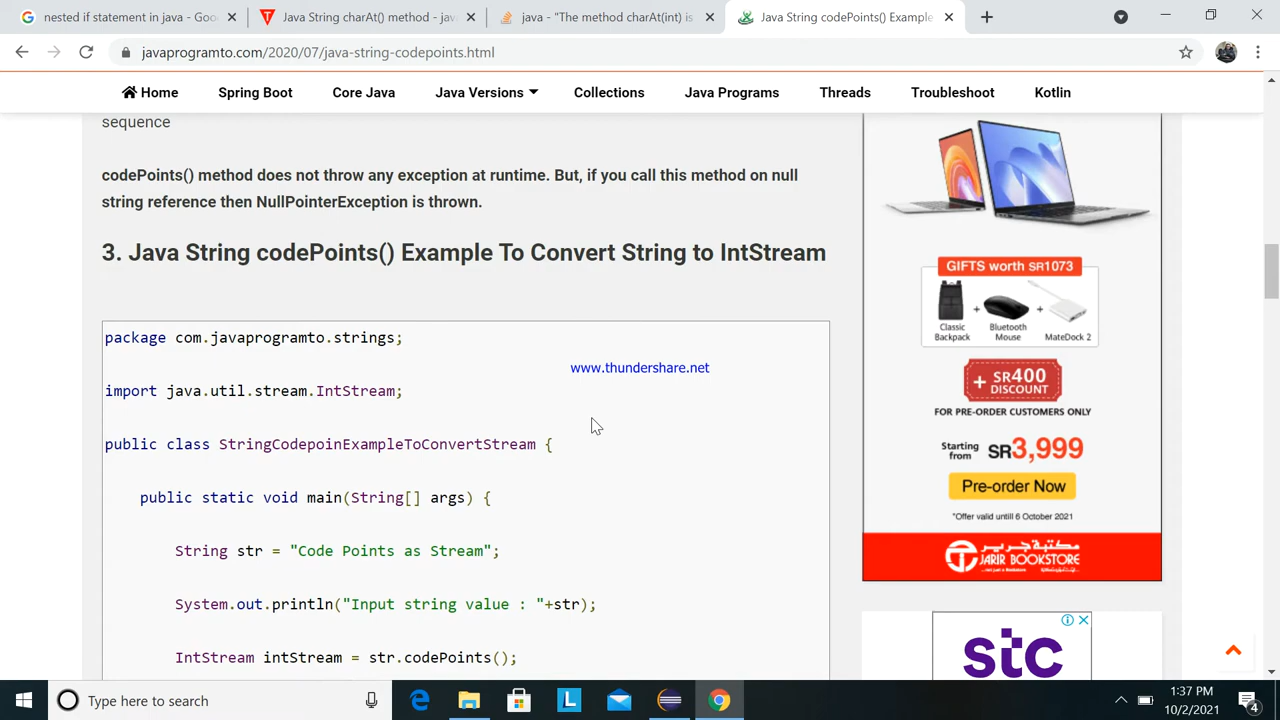 nested if statement in java - Goo
Java String charAt() method - jav
java - "The method charAt(int) is
Java String codePoints() Example
javaprogramto.com/2020/07/java-string-codepoints.html
Home
Spring Boot
Core Java
Java Versions
Collections
Java Programs
Threads
Troubleshoot
Kotlin
sequence
codePoints() method does not throw any exception at runtime. But, if you call this method on null
string reference then NullPointerException is thrown.
3. Java String codePoints() Example To Convert String to IntStream
package com.javaprogramto.strings;
www.thundershare.net
import java.util.stream.IntStream;
public class StringCodepoinExampleToConvertStream {
public static void main(String[] args) {
String str = "Code Points as Stream";
System.out.println("Input string value : "+str);
IntStream intStream = str.codePoints();
GIFTS worth SR1073
Classic
Backpack
+
Bluetooth
Mouse
+
MateDock 2
+ SR400
DISCOUNT
FOR PRE-ORDER CUSTOMERS ONLY
Starting
from
SR3,999
Pre-order Now
*Offer valid untill 6 October 2021
مكتبة جرير
JARIR BOOKSTORE
stc
Type here to search
1:37 PM
10/2/2021
4